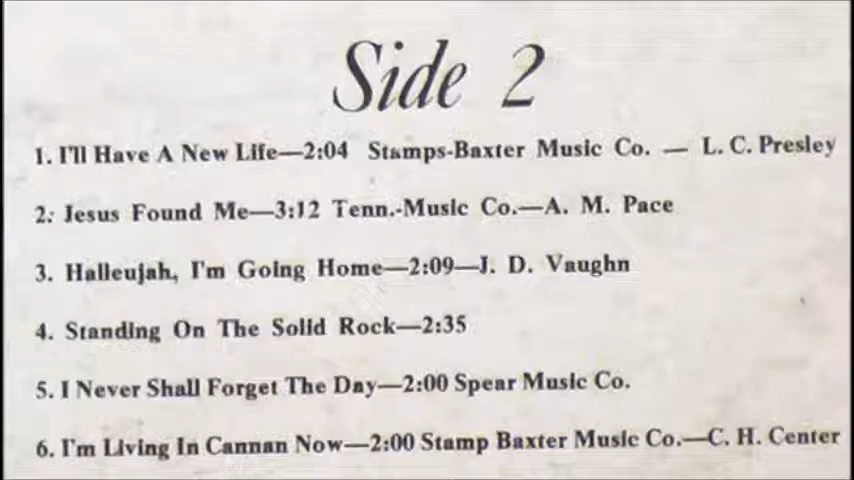 Side 2
1. I'll Have A New Life—2:04 Stamps-Baxter Music Co. — L. C. Presley
2. Jesus Found Me—3:12 Tenn.-Music Co.—A. M. Pace
3. Halleujah, I'm Going Home—2:09—J. D. Vaughn
4. Standing On The Solid Rock—2:35
5. I Never Shall Forget The Day—2:00 Spear Music Co.
6. I'm Living In Cannan Now—2:00 Stamp Baxter Music Co.—C. H. Center